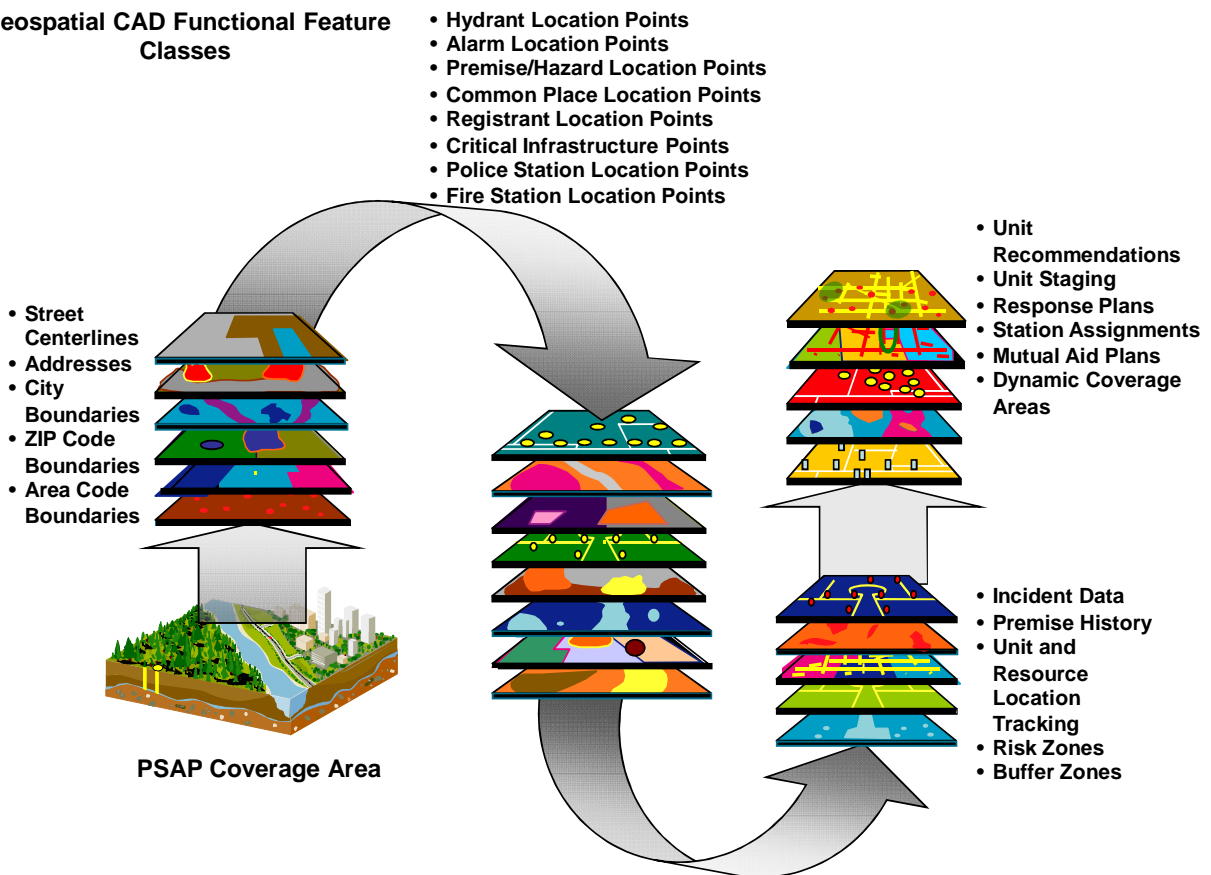 eospatial CAD Functional Feature
Classes
• Hydrant Location Points
• Alarm Location Points
• Premise/Hazard Location Points
• Common Place Location Points
• Registrant Location Points
• Critical Infrastructure Points
• Police Station Location Points
• Fire Station Location Points
• Street
Centerlines
• Addresses
• City
Boundaries
• ZIP Code
Boundaries
• Area Code
Boundaries
PSAP Coverage Area
• Unit
Recommendations
• Unit Staging
• Response Plans
• Station Assignments
• Mutual Aid Plans
• Dynamic Coverage
Areas
• Incident Data
• Premise History
• Unit and
Resource
Location
Tracking
• Risk Zones
• Buffer Zones